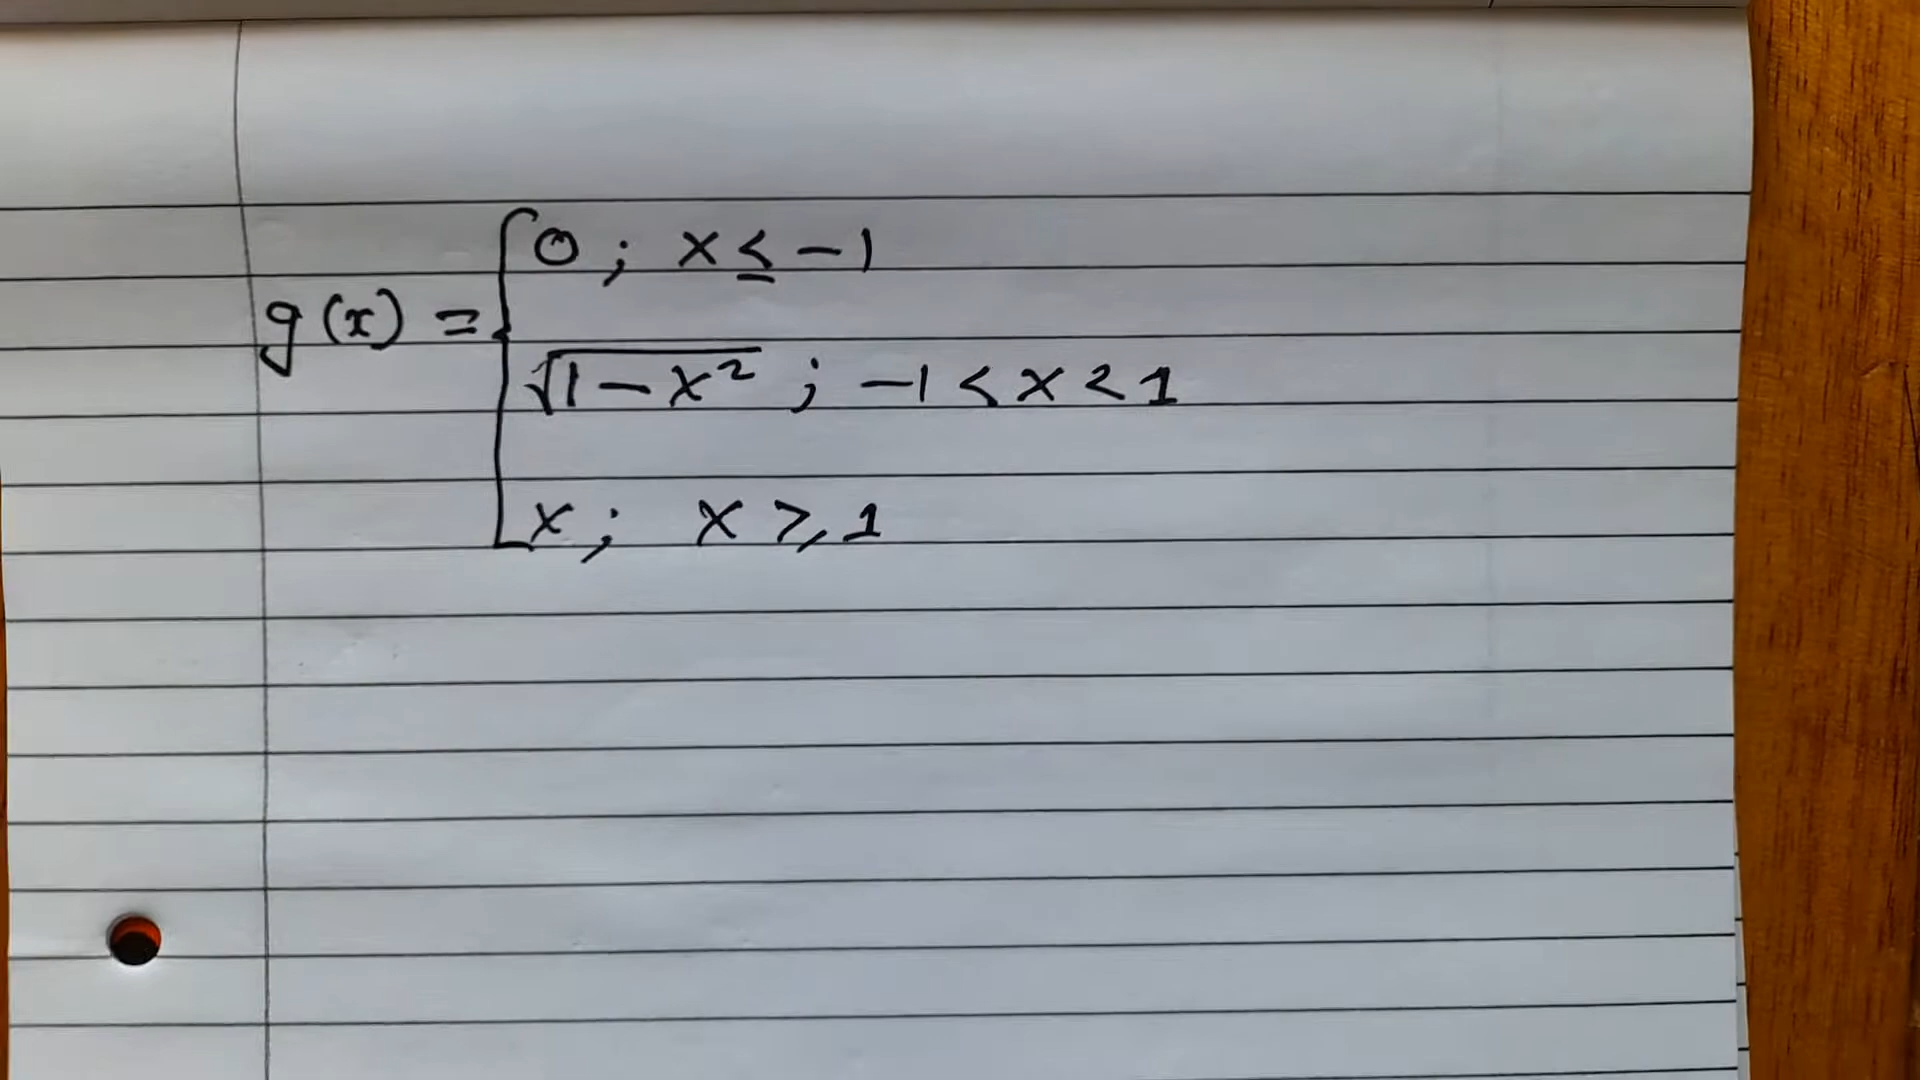 g(x) = { 0 ; x ≤ -1
√(1 - x²) ; -1 < x < 1
x ; x ≥ 1